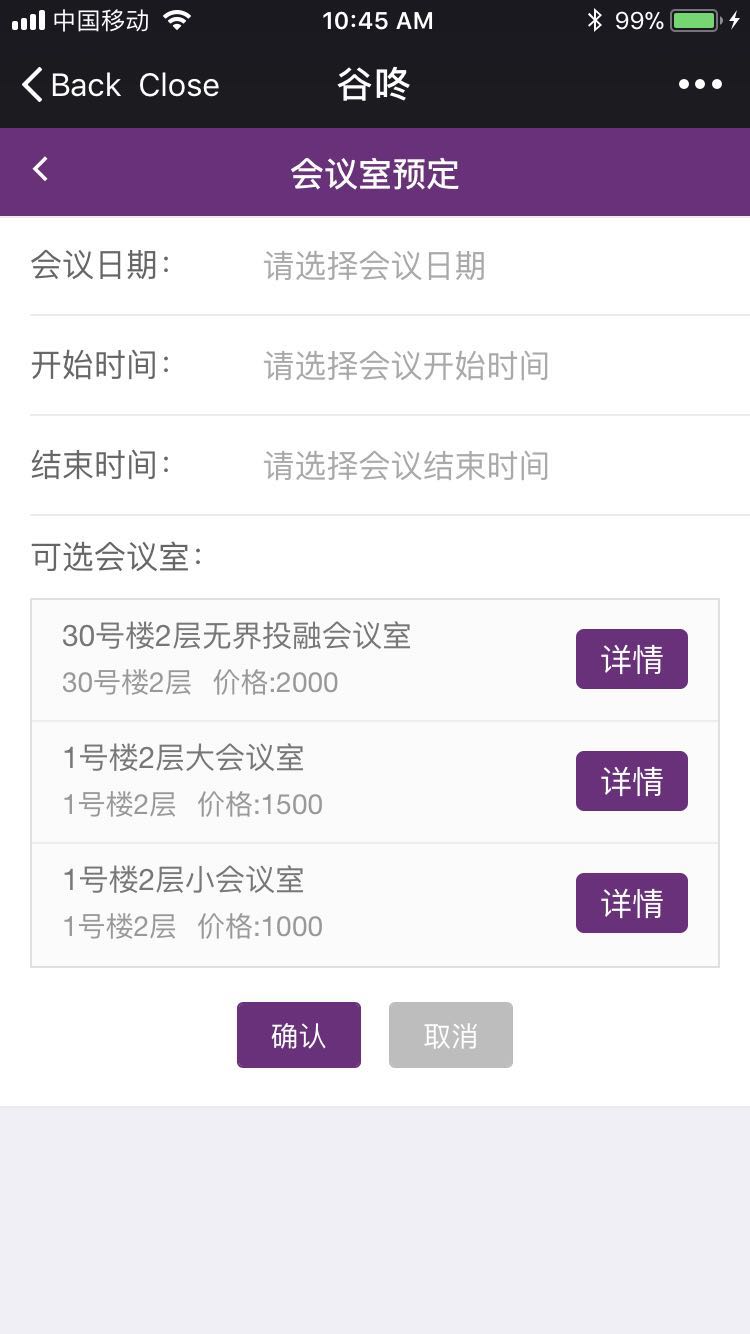 中国移动 10:45 AM 99%
Back Close 谷咚 •••
会议室预定
会议日期: 请选择会议日期
开始时间: 请选择会议开始时间
结束时间: 请选择会议结束时间
可选会议室:
30号楼2层无界投融会议室
30号楼2层 价格:2000
详情
1号楼2层大会议室
1号楼2层 价格:1500
详情
1号楼2层小会议室
1号楼2层 价格:1000
详情
确认 取消